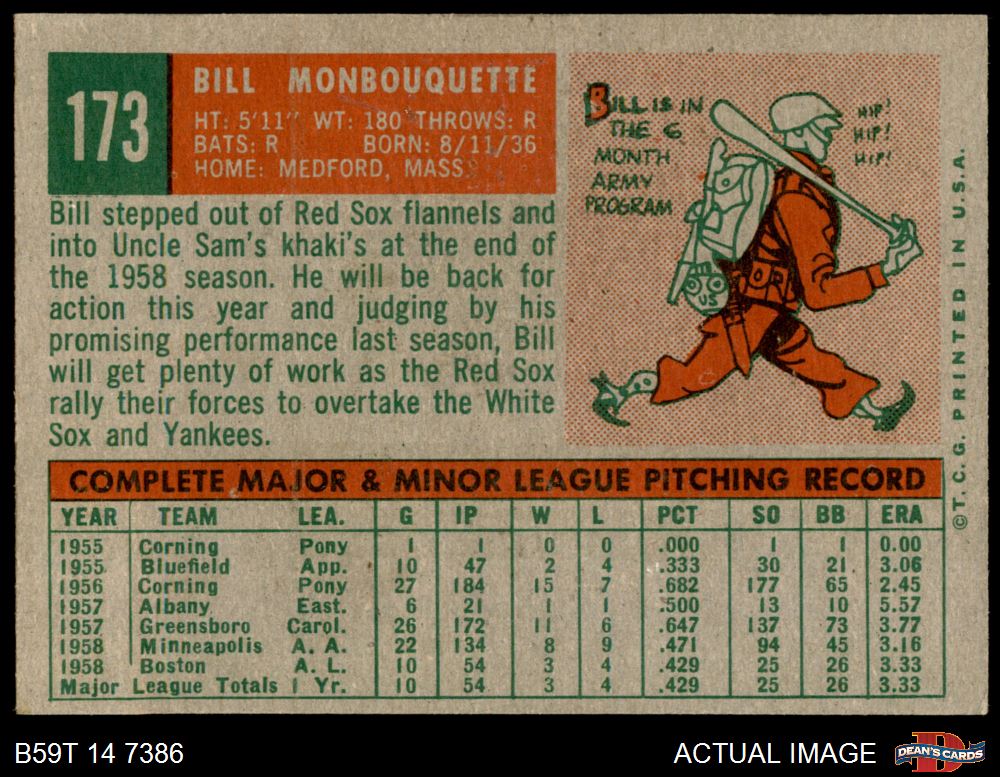 173
BILL MONBOUQUETTE
HT: 5'11" WT: 180 THROWS: R
BATS: R BORN: 8/11/36
HOME: MEDFORD, MASS.
Bill stepped out of Red Sox flannels and
into Uncle Sam's khaki's at the end of
the 1958 season. He will be back for
action this year and judging by his
promising performance last season, Bill
will get plenty of work as the Red Sox
rally their forces to overtake the White
Sox and Yankees.
BILL IS IN
THE 6
MONTH
ARMY
PROGRAM
HIP!
HIP!
HIP!
US
© T. C. G. PRINTED IN U.S.A.
COMPLETE MAJOR & MINOR LEAGUE PITCHING RECORD
YEAR TEAM LEA. G IP W L PCT SO BB ERA
1955 Corning Pony 1 1 0 0 .000 1 1 0.00
1955 Bluefield App. 10 47 2 4 .333 30 21 3.06
1956 Corning Pony 27 184 15 7 .682 177 65 2.45
1957 Albany East. 6 21 1 1 .500 13 10 5.57
1957 Greensboro Carol. 26 172 11 6 .647 137 73 3.77
1958 Minneapolis A. A. 22 134 8 9 .471 94 45 3.16
1958 Boston A. L. 10 54 3 4 .429 25 26 3.33
Major League Totals 1 Yr. 10 54 3 4 .429 25 26 3.33
B59T 14 7386
ACTUAL IMAGE
D
DEAN'S CARDS